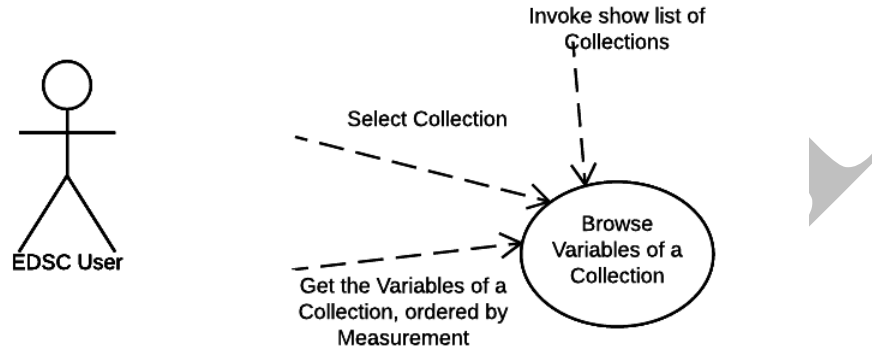 Invoke show list of
Collections
Select Collection
EDSC User
Browse
Variables of a
Collection
Get the Variables of a
Collection, ordered by
Measurement